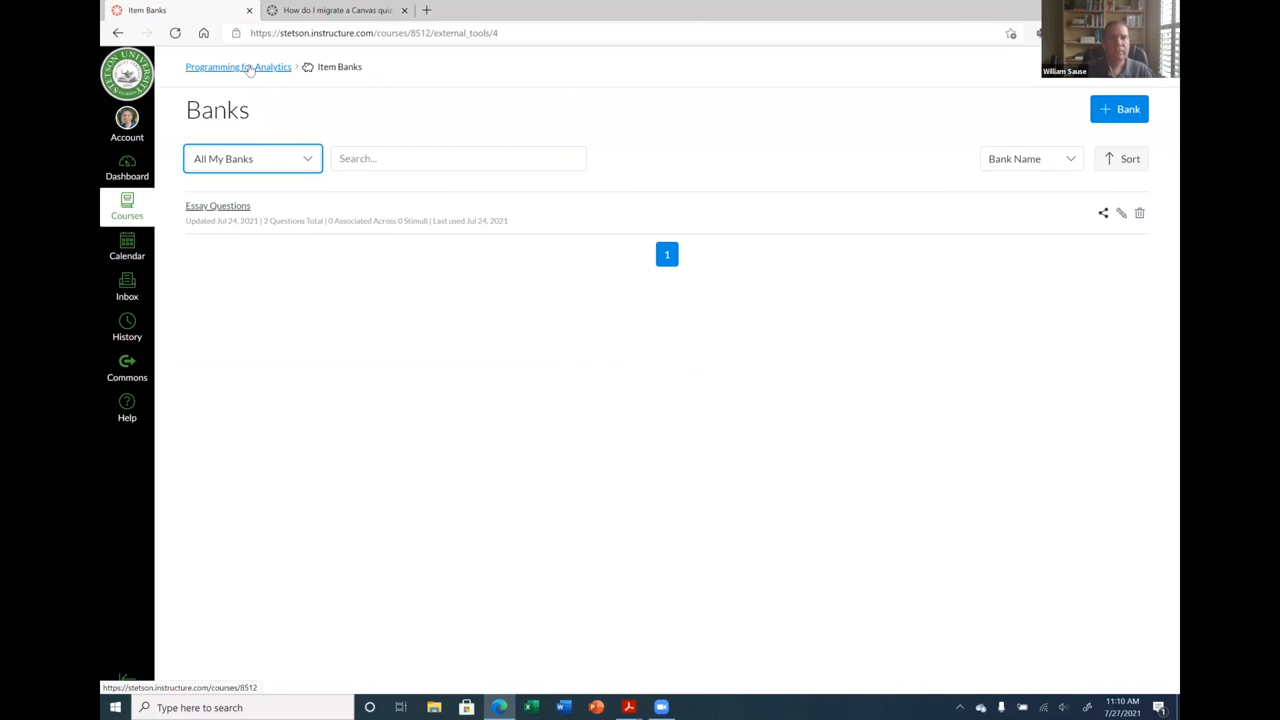 Item Banks
How do I migrate a Canvas quiz
https://stetson.instructure.com/courses/8512/external_tools/4
William Sause
Programming for Analytics > Item Banks
Banks
+ Bank
All My Banks
Search...
Bank Name
Sort
Essay Questions
Updated Jul 24, 2021 | 2 Questions Total | 0 Associated Across 0 Stimuli | Last used Jul 24, 2021
1
Account
Dashboard
Courses
Calendar
Inbox
History
Commons
Help
https://stetson.instructure.com/courses/8512
Type here to search
11:10 AM
7/27/2021